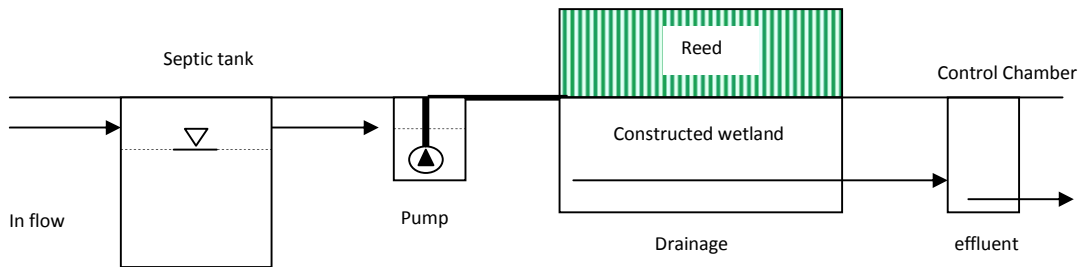 Septic tank
Reed
Control Chamber
Constructed wetland
In flow
Pump
Drainage
effluent